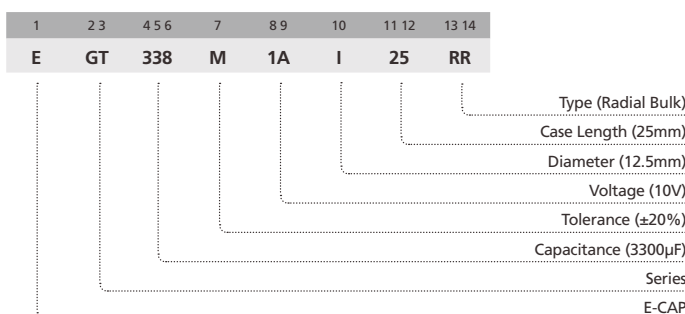 1 2 3 4 5 6 7 8 9 10 11 12 13 14
E GT 338 M 1A I 25 RR
Type (Radial Bulk)
Case Length (25mm)
Diameter (12.5mm)
Voltage (10V)
Tolerance (±20%)
Capacitance (3300µF)
Series
E-CAP